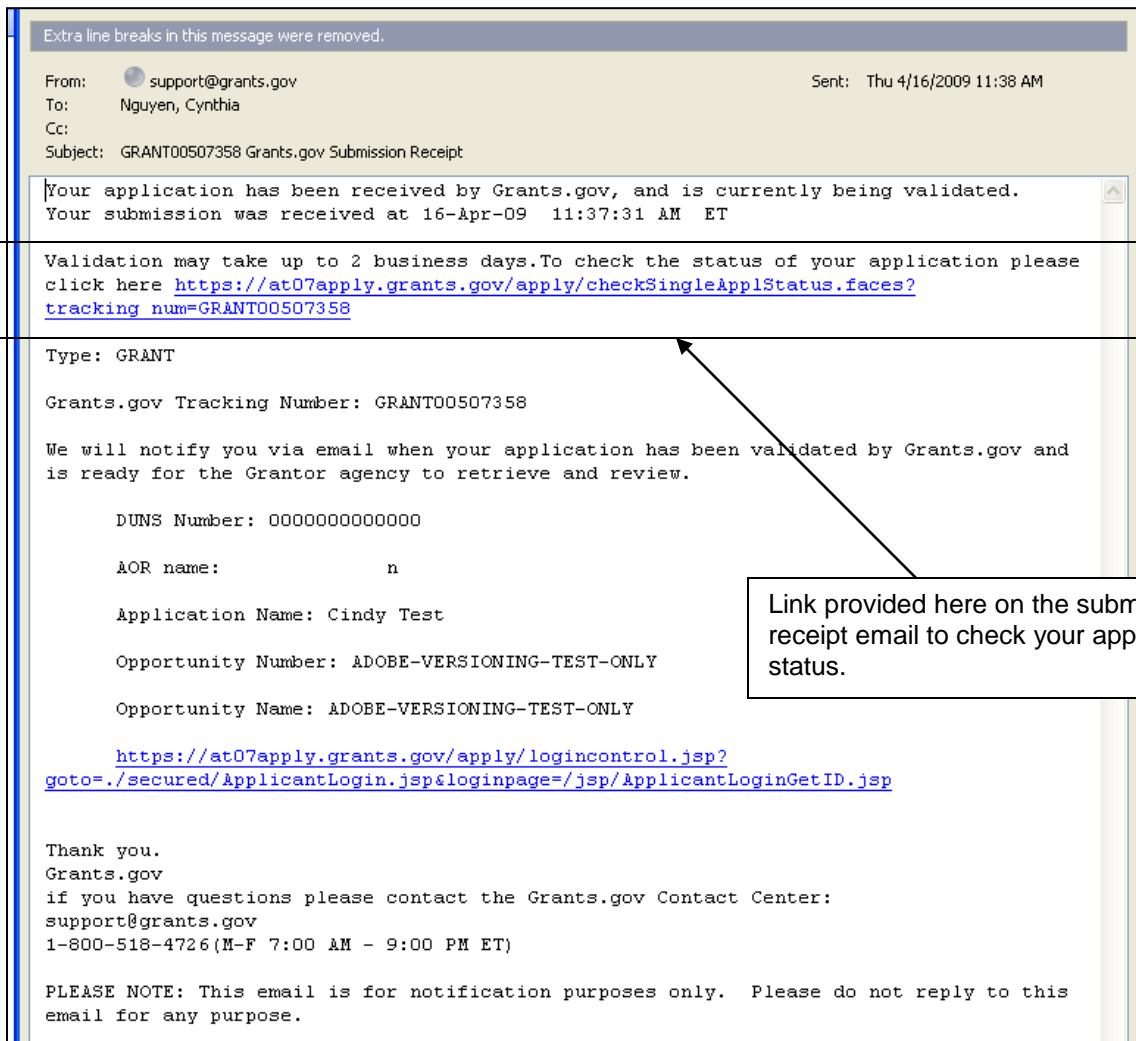 Extra line breaks in this message were removed.
From: support@grants.gov Sent: Thu 4/16/2009 11:38 AM
To: Nguyen, Cynthia
Cc:
Subject: GRANT00507358 Grants.gov Submission Receipt
Your application has been received by Grants.gov, and is currently being validated.
Your submission was received at 16-Apr-09 11:37:31 AM ET
Validation may take up to 2 business days.To check the status of your application please
click here https://at07apply.grants.gov/apply/checkSingleApplStatus.faces?
tracking_num=GRANT00507358
Type: GRANT
Grants.gov Tracking Number: GRANT00507358
We will notify you via email when your application has been validated by Grants.gov and
is ready for the Grantor agency to retrieve and review.
DUNS Number: 0000000000000
AOR name: n
Application Name: Cindy Test
Opportunity Number: ADOBE-VERSIONING-TEST-ONLY
Opportunity Name: ADOBE-VERSIONING-TEST-ONLY
https://at07apply.grants.gov/apply/logincontrol.jsp?
goto=./secured/ApplicantLogin.jsp&loginpage=/jsp/ApplicantLoginGetID.jsp
Link provided here on the subm
receipt email to check your app
status.
Thank you.
Grants.gov
if you have questions please contact the Grants.gov Contact Center:
support@grants.gov
1-800-518-4726(M-F 7:00 AM - 9:00 PM ET)
PLEASE NOTE: This email is for notification purposes only. Please do not reply to this
email for any purpose.